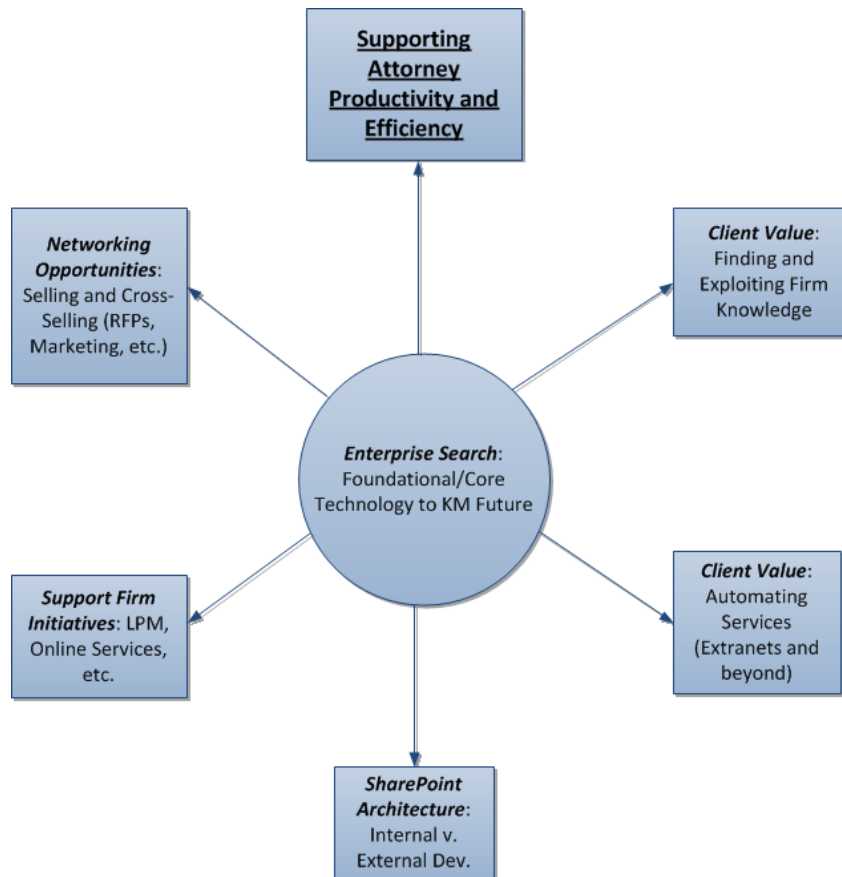 Supporting
Attorney
Productivity and
Efficiency
Networking
Opportunities:
Selling and Cross-
Selling (RFPs,
Marketing, etc.)
Client Value:
Finding and
Exploiting Firm
Knowledge
Enterprise Search:
Foundational/Core
Technology to KM Future
Support Firm
Initiatives: LPM,
Online Services,
etc.
Client Value:
Automating
Services
(Extranets and
beyond)
SharePoint
Architecture:
Internal v.
External Dev.